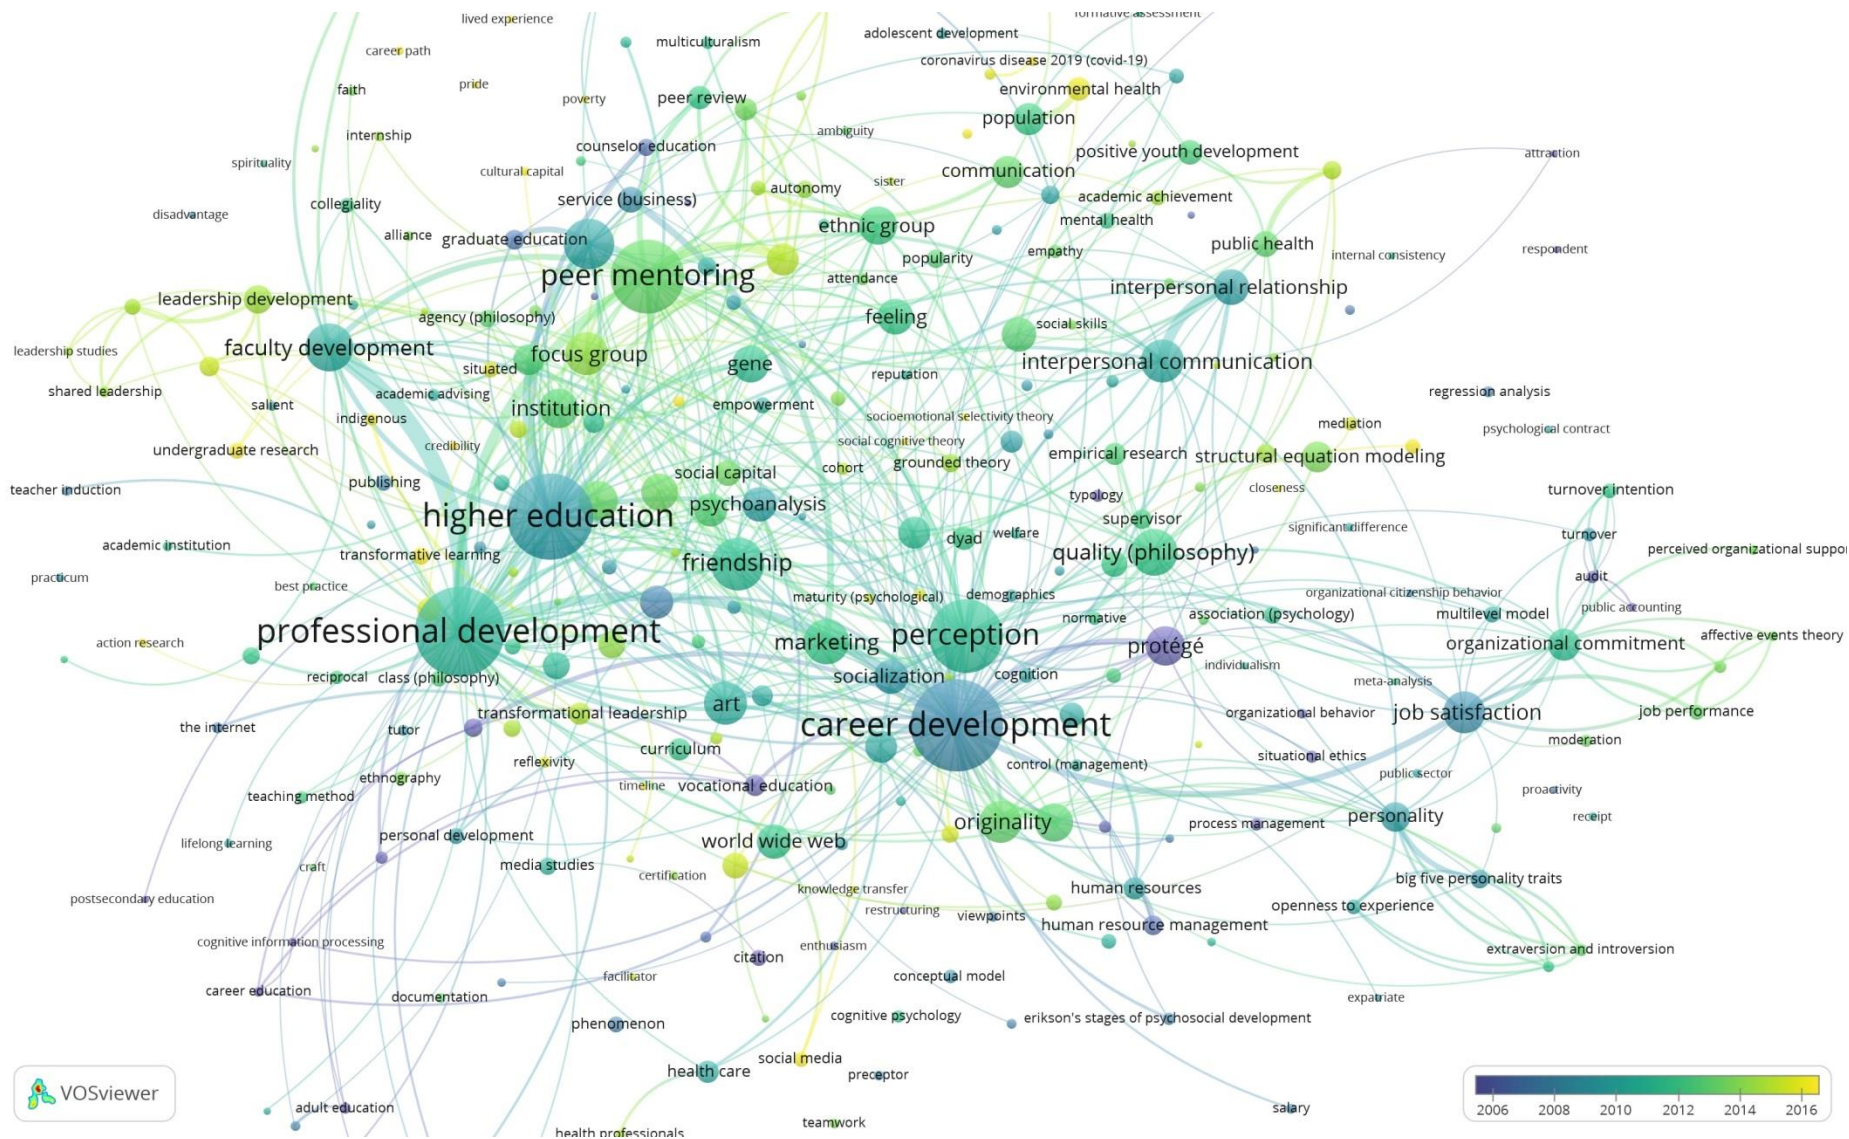 lived experience
formative assessment
multiculturalism
adolescent development
career path
coronavirus disease 2019 (covid-19)
pride
faith
environmental health
poverty
peer review
population
internship
ambiguity
counselor education
positive youth development
attraction
spirituality
cultural capital
communication
sister
autonomy
academic achievement
service (business)
collegiality
disadvantage
mental health
ethnic group
alliance
graduate education
public health
empathy
respondent
internal consistency
popularity
peer mentoring
attendance
interpersonal relationship
leadership development
agency (philosophy)
feeling
social skills
faculty development
leadership studies
focus group
gene
interpersonal communication
situated
reputation
shared leadership
academic advising
regression analysis
salient
institution
empowerment
indigenous
socioemotional selectivity theory
mediation
psychological contract
credibility
social cognitive theory
undergraduate research
empirical research
structural equation modeling
grounded theory
cohort
social capital
publishing
closeness
teacher induction
turnover intention
typology
psychoanalysis
higher education
supervisor
significant difference
welfare
turnover
dyad
academic institution
perceived organizational suppor
transformative learning
quality (philosophy)
friendship
practicum
audit
best practice
organizational citizenship behavior
maturity (psychological)
demographics
public accounting
association (psychology)
multilevel model
normative
professional development
marketing
perception
affective events theory
action research
organizational commitment
protégé
individualism
cognition
socialization
reciprocal
class (philosophy)
meta-analysis
art
transformational leadership
organizational behavior
job satisfaction
job performance
career development
the internet
tutor
moderation
curriculum
situational ethics
reflexivity
control (management)
public sector
ethnography
timeline
vocational education
proactivity
teaching method
personality
receipt
originality
process management
personal development
world wide web
lifelong learning
media studies
craft
certification
big five personality traits
knowledge transfer
human resources
postsecondary education
openness to experience
restructuring
viewpoints
human resource management
cognitive information processing
enthusiasm
extraversion and introversion
citation
facilitator
conceptual model
career education
documentation
expatriate
cognitive psychology
erikson's stages of psychosocial development
phenomenon
social media
health care
preceptor
VOSviewer
adult education
salary
teamwork
health professionals
2006 2008 2010 2012 2014 2016